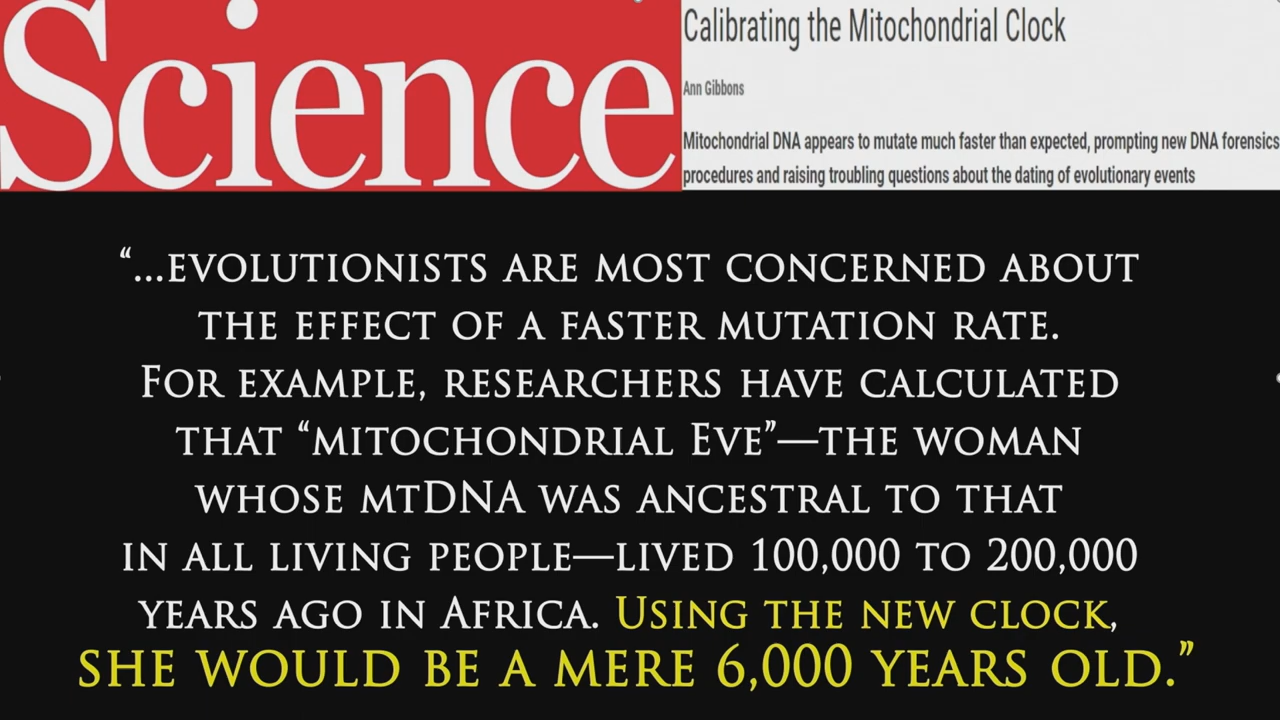 Science
Calibrating the Mitochondrial Clock
Ann Gibbons
Mitochondrial DNA appears to mutate much faster than expected, prompting new DNA forensics
procedures and raising troubling questions about the dating of evolutionary events
“...evolutionists are most concerned about
the effect of a faster mutation rate.
For example, researchers have calculated
that “mitochondrial Eve”—the woman
whose mtDNA was ancestral to that
in all living people—lived 100,000 to 200,000
years ago in Africa. Using the new clock,
she would be a mere 6,000 years old.”